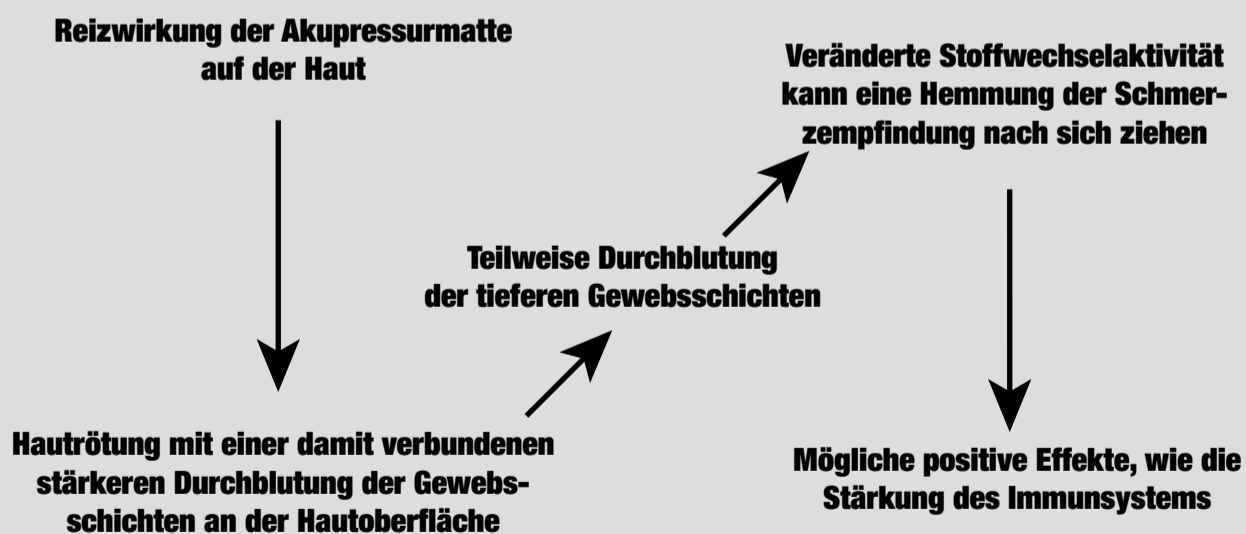 Reizwirkung der Akupressurmatte
auf der Haut
Hautrötung mit einer damit verbundenen
stärkeren Durchblutung der Gewebs-
schichten an der Hautoberfläche
Teilweise Durchblutung
der tieferen Gewebsschichten
Veränderte Stoffwechselaktivität
kann eine Hemmung der Schmer-
zempfindung nach sich ziehen
Mögliche positive Effekte, wie die
Stärkung des Immunsystems